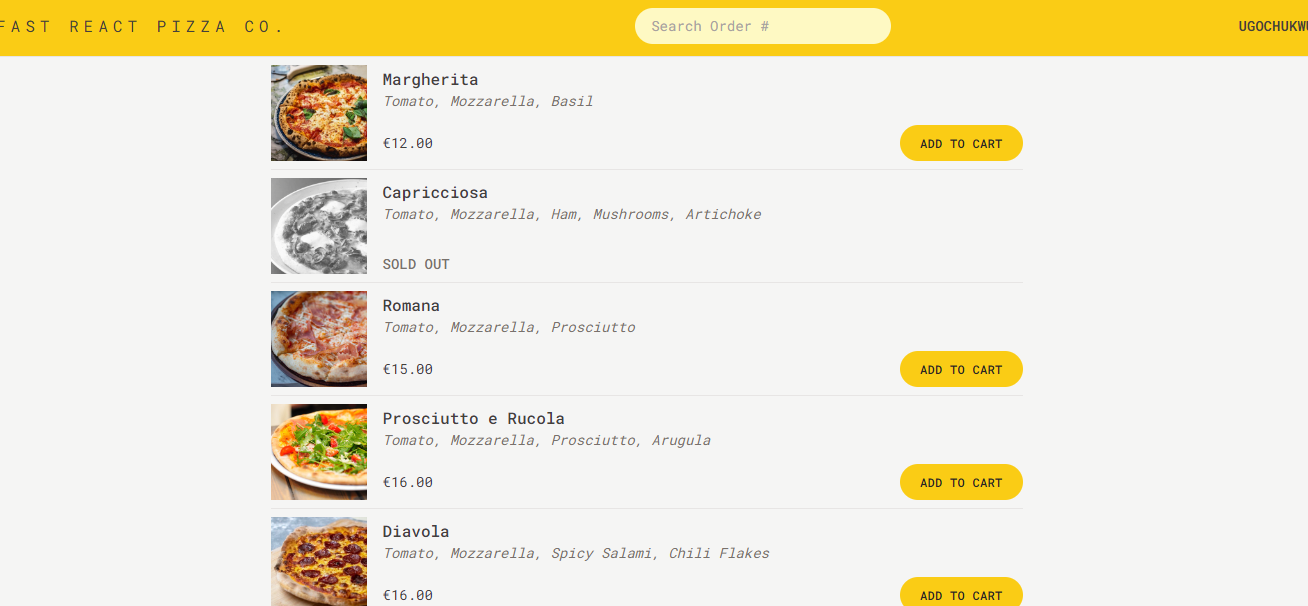 FAST REACT PIZZA CO.
Search Order #
Margherita
Tomato, Mozzarella, Basil
€12.00
ADD TO CART
Capricciosa
Tomato, Mozzarella, Ham, Mushrooms, Artichoke
SOLD OUT
Romana
Tomato, Mozzarella, Prosciutto
€15.00
ADD TO CART
Prosciutto e Rucola
Tomato, Mozzarella, Prosciutto, Arugula
€16.00
ADD TO CART
Diavola
Tomato, Mozzarella, Spicy Salami, Chili Flakes
€16.00
ADD TO CART